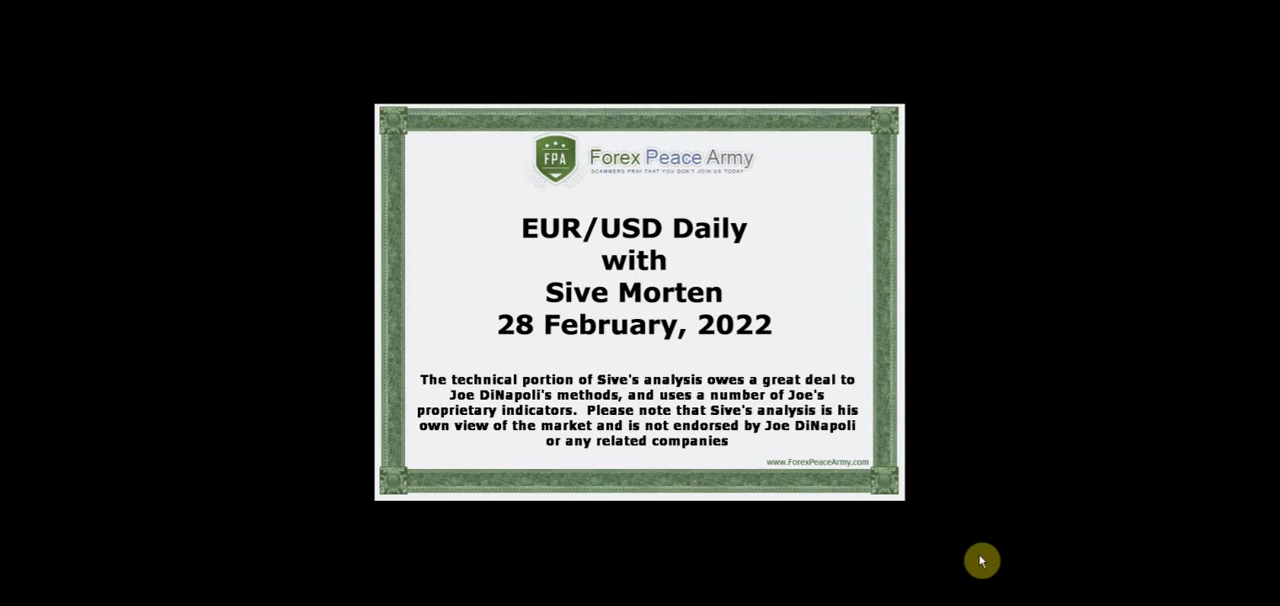 FPA
Forex Peace Army
SCAMMERS PRAY THAT YOU DON'T JOIN US TODAY
EUR/USD Daily
with
Sive Morten
28 February, 2022
The technical portion of Sive's analysis owes a great deal to
Joe DiNapoli's methods, and uses a number of Joe's
proprietary indicators.  Please note that Sive's analysis is his
own view of the market and is not endorsed by Joe DiNapoli
or any related companies
www.ForexPeaceArmy.com